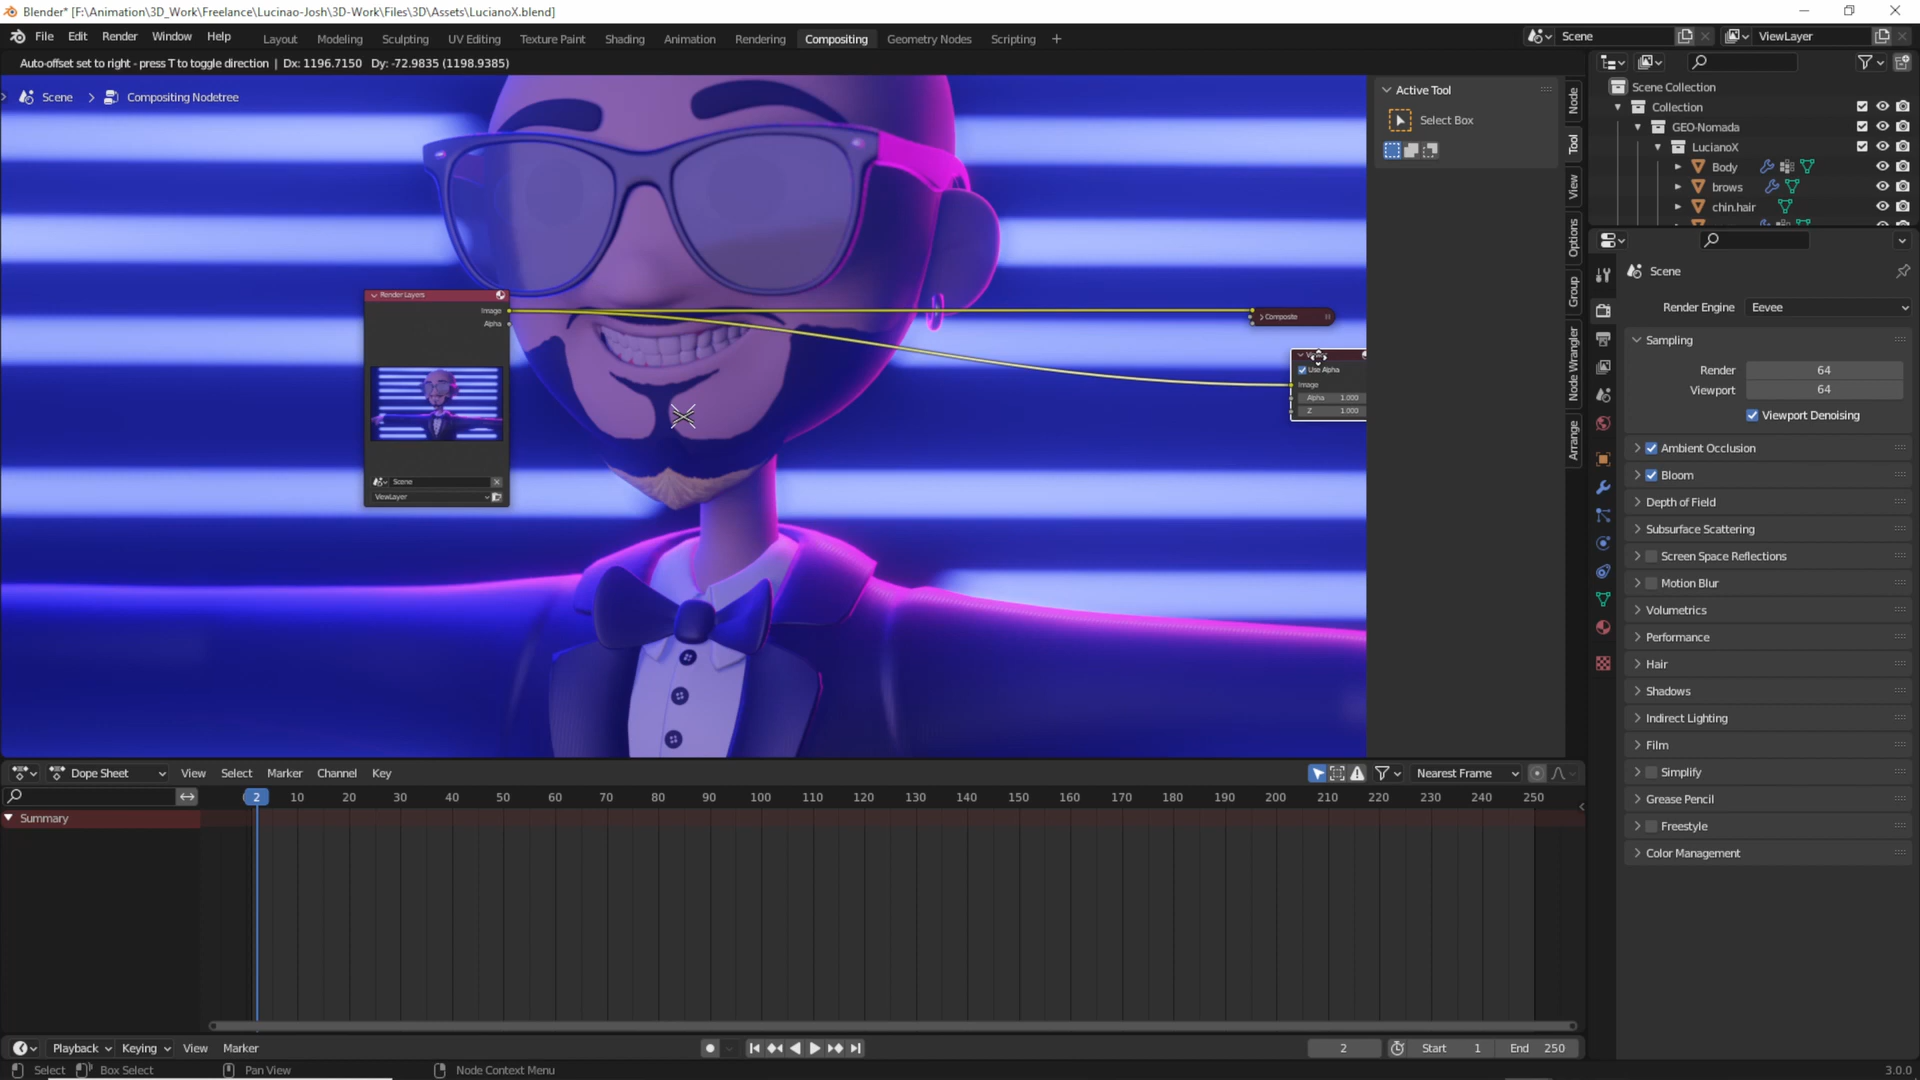 Blender* [F:\Animation\3D_Work\Freelance\Lucinao-Josh\3D-Work\Files\3D\Assets\LucianoX.blend]
File Edit Render Window Help Layout Modeling Sculpting UV Editing Texture Paint Shading Animation Rendering Compositing Geometry Nodes Scripting + Scene ViewLayer
Auto-offset set to right - press T to toggle direction | Dx: 1196.7150 Dy: -72.9835 (1198.9385)
Scene > Compositing Nodetree
Active Tool
Select Box
Node
Tool
View
Options
Group
Node Wrangler
Arrange
Render Layers
Image
Alpha
Scene
ViewLayer
Composite
Use Alpha
Image
Alpha 1.000
Z 1.000
Scene Collection
Collection
GEO-Nomada
LucianoX
Body
brows
chin.hair
Scene
Render Engine Eevee
Sampling
Render 64
Viewport 64
Viewport Denoising
Ambient Occlusion
Bloom
Depth of Field
Subsurface Scattering
Screen Space Reflections
Motion Blur
Volumetrics
Performance
Hair
Shadows
Indirect Lighting
Film
Simplify
Grease Pencil
Freestyle
Color Management
Dope Sheet View Select Marker Channel Key Nearest Frame
2 10 20 30 40 50 60 70 80 90 100 110 120 130 140 150 160 170 180 190 200 210 220 230 240 250
Summary
Playback Keying View Marker 2 Start 1 End 250
Select Box Select Pan View Node Context Menu 3.0.0